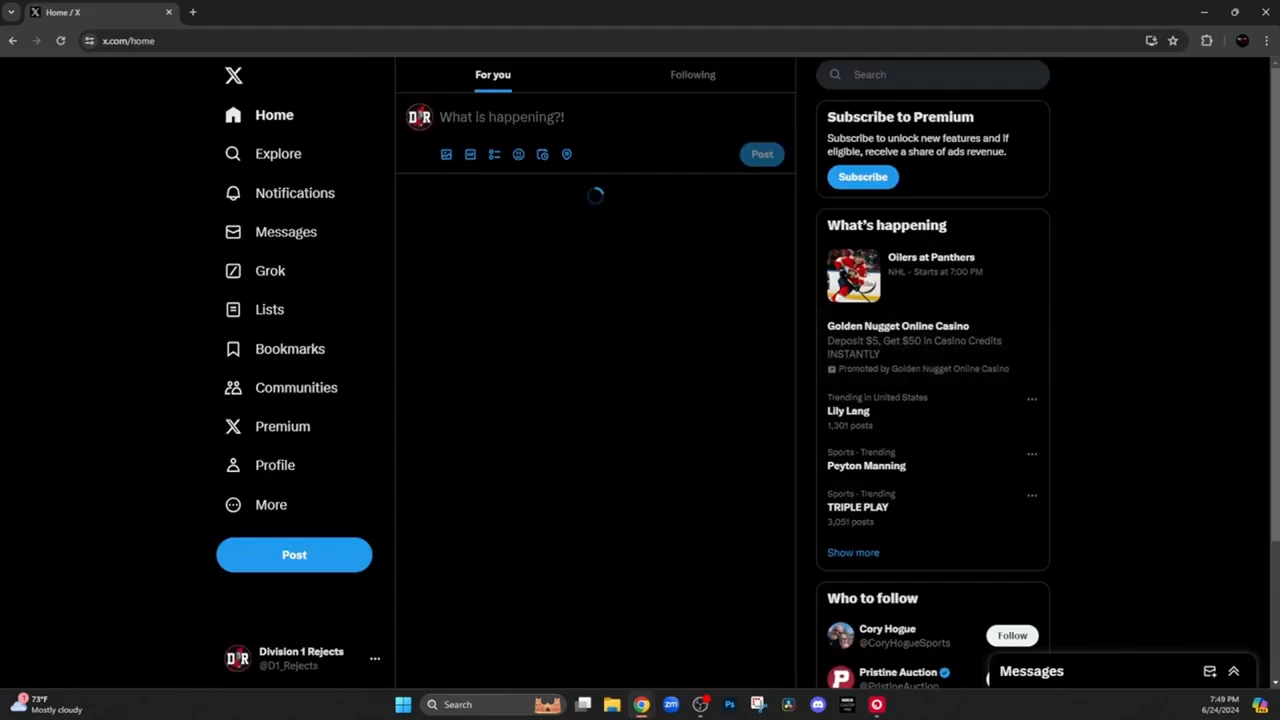 Home / X
x.com/home
Home
Explore
Notifications
Messages
Grok
Lists
Bookmarks
Communities
Premium
Profile
More
Post
Division 1 Rejects
@D1_Rejects
For you
Following
What is happening?!
Post
Search
Subscribe to Premium
Subscribe to unlock new features and if
eligible, receive a share of ads revenue.
Subscribe
What's happening
Oilers at Panthers
NHL · Starts at 7:00 PM
Golden Nugget Online Casino
Deposit $5, Get $50 in Casino Credits
INSTANTLY
Promoted by Golden Nugget Online Casino
Trending in United States
Lily Lang
1,301 posts
Sports · Trending
Peyton Manning
Sports · Trending
TRIPLE PLAY
3,051 posts
Show more
Who to follow
Cory Hogue
@CoryHogueSports
Follow
Pristine Auction
@PristineAuction
Messages
73°F
Mostly cloudy
Search
7:49 PM
6/24/2024